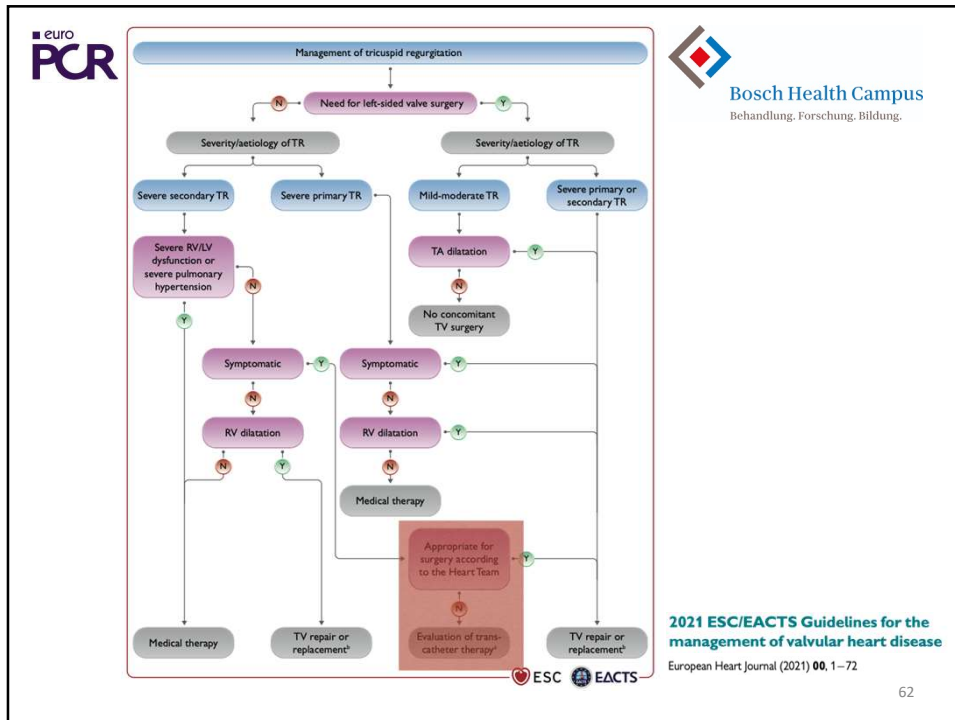 euro
PCR
Bosch Health Campus
Behandlung. Forschung. Bildung.
Management of tricuspid regurgitation
N
Need for left-sided valve surgery
Y
Severity/aetiology of TR
Severity/aetiology of TR
Severe secondary TR
Severe primary TR
Mild-moderate TR
Severe primary or
secondary TR
Severe RV/LV
dysfunction or
severe pulmonary
hypertension
N
Y
TA dilatation
Y
N
No concomitant
TV surgery
Symptomatic
Y
Symptomatic
Y
N
N
RV dilatation
RV dilatation
Y
N
Y
N
Medical therapy
Appropriate for
surgery according
to the Heart Team
Y
N
Medical therapy
TV repair or
replacementᵇ
Evaluation of trans-
catheter therapyᵃ
TV repair or
replacementᵇ
ESC
EACTS
2021 ESC/EACTS Guidelines for the
management of valvular heart disease
European Heart Journal (2021) 00, 1–72
62